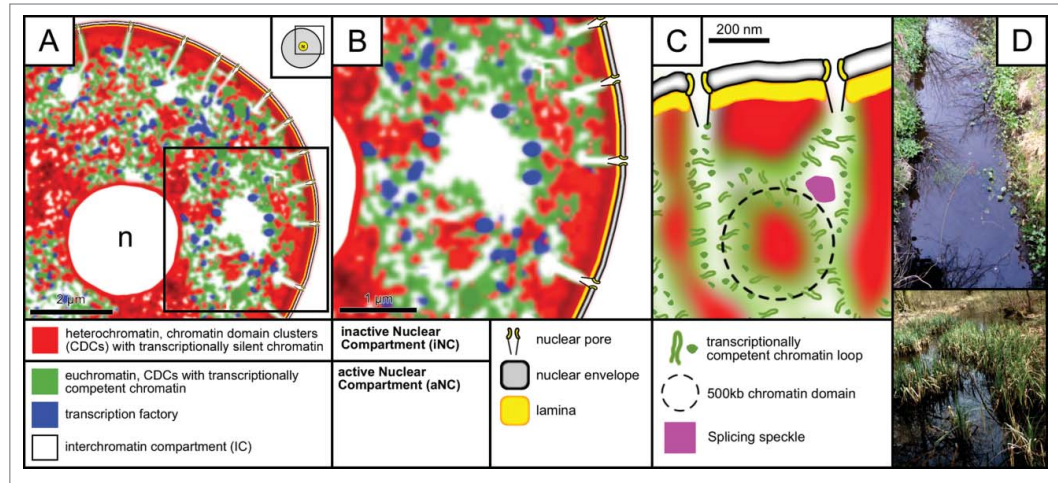 A
B
C
200 nm
D
n
2 µm
1 µm
heterochromatin, chromatin domain clusters
(CDCs) with transcriptionally silent chromatin
inactive Nuclear
Compartment (iNC)
euchromatin, CDCs with transcriptionally
competent chromatin
active Nuclear
Compartment (aNC)
transcription factory
interchromatin compartment (IC)
nuclear pore
nuclear envelope
lamina
transcriptionally
competent chromatin loop
500kb chromatin domain
Splicing speckle